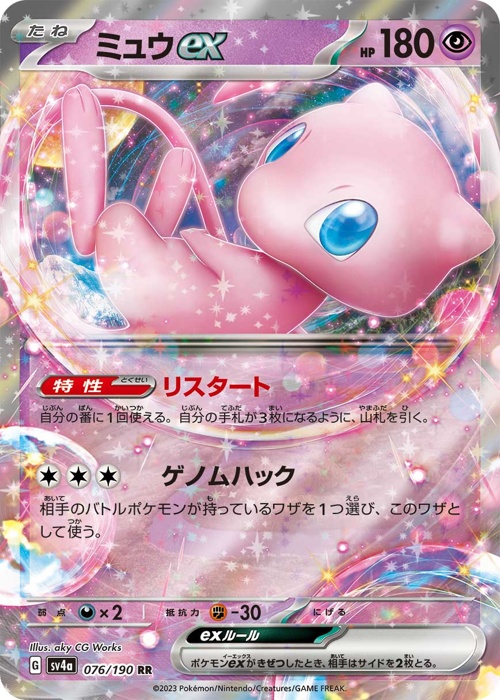 たね ミュウex HP 180
特性 とくせい リスタート
自分の番に1回使える。自分の手札が3枚になるように、山札を引く。
ゲノムハック
相手のバトルポケモンが持っているワザを1つ選び、このワザと
して使う。
弱点 ×2 抵抗力 -30 にげる
exルール
ポケモンexがきぜつしたとき、相手はサイドを2枚とる。
Illus. aky CG Works
G sv4a 076/190 RR
©2023 Pokémon/Nintendo/Creatures/GAME FREAK.